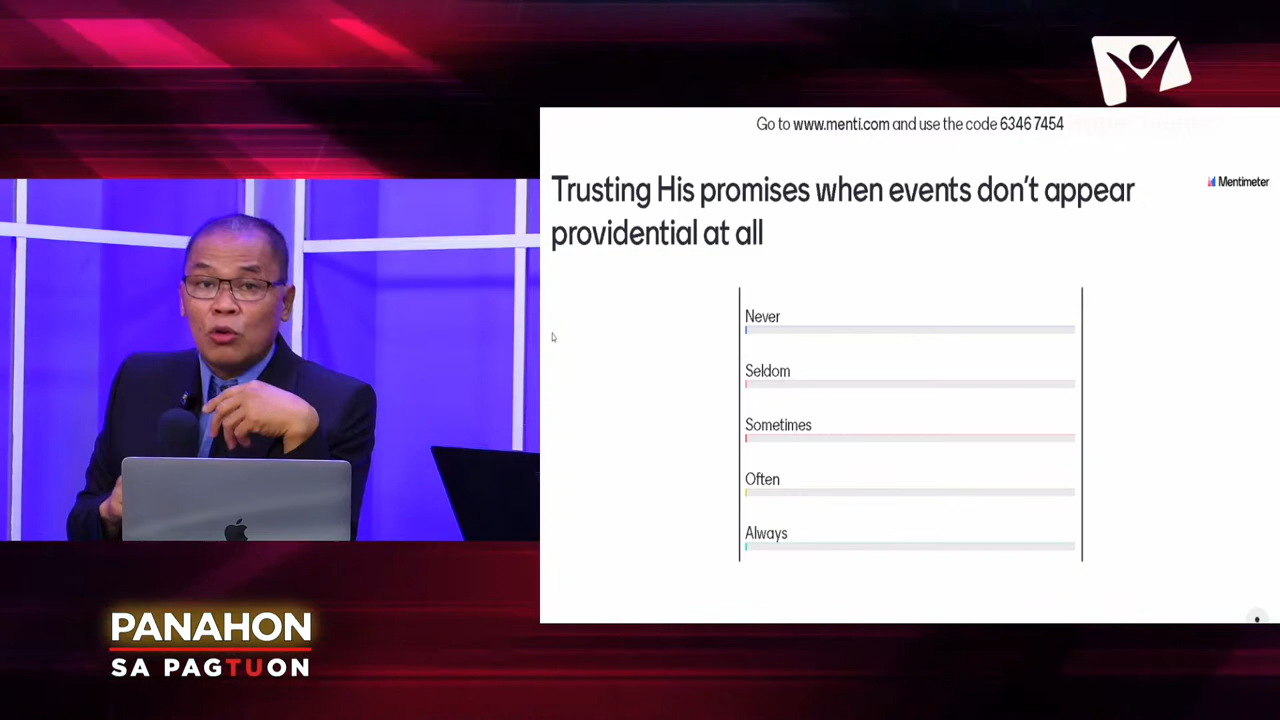 Go to www.menti.com and use the code 6346 7454
Trusting His promises when events don't appear
providential at all
Mentimeter
Never
Seldom
Sometimes
Often
Always
PANAHON
SA PAGTUON